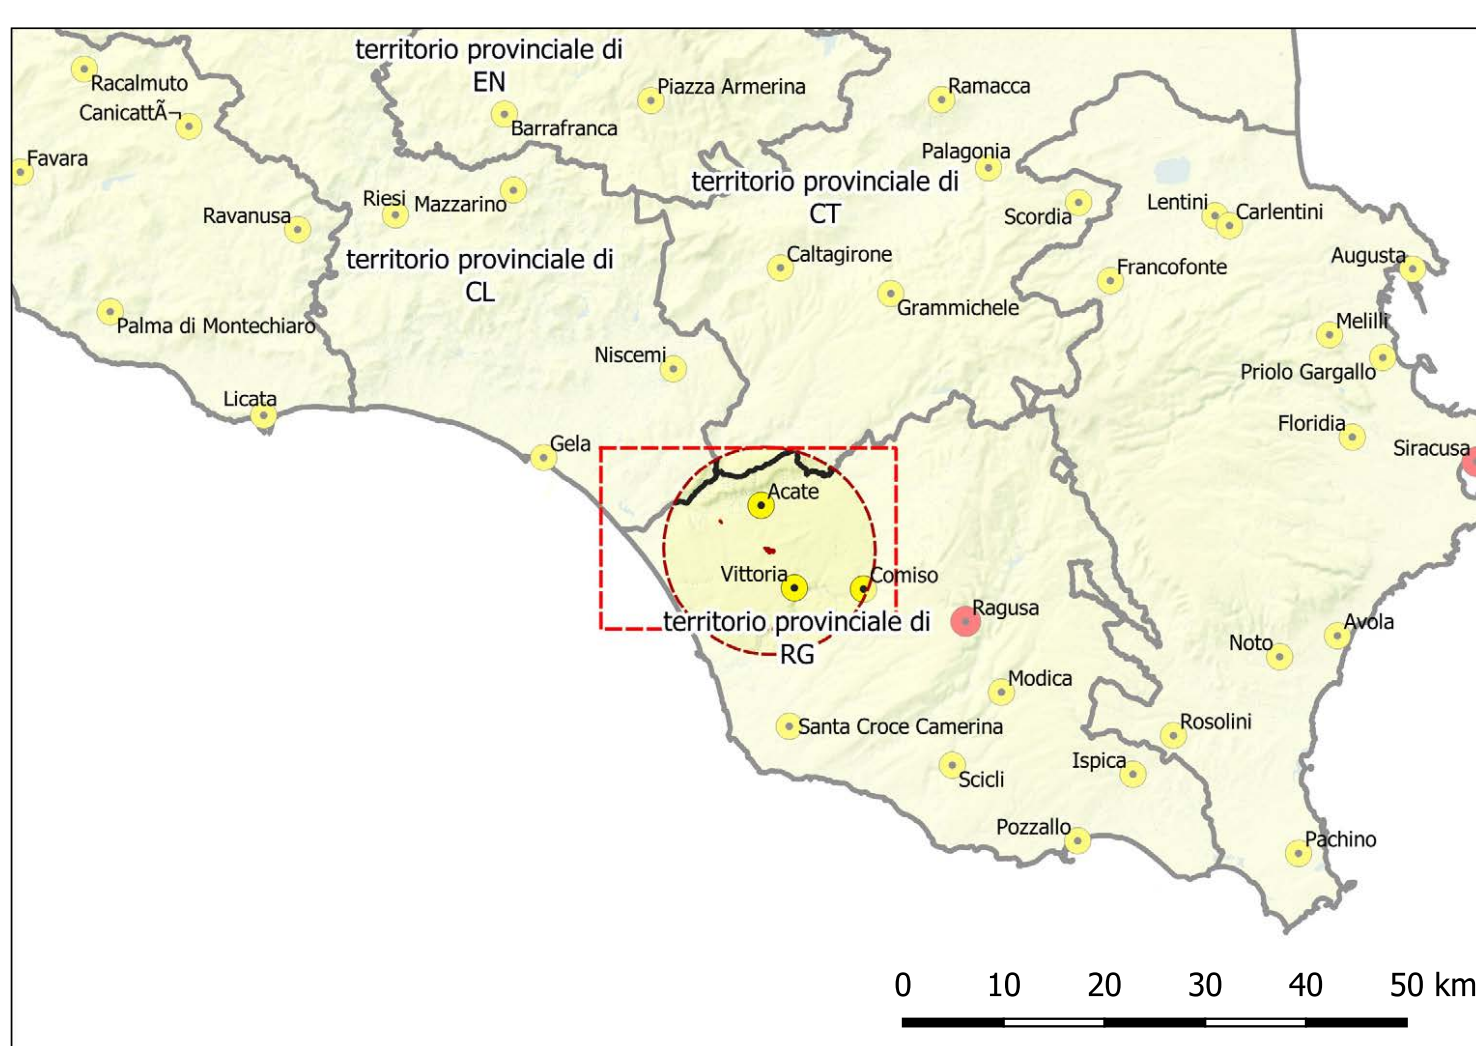 territorio provinciale di
EN
Racalmuto
CanicattÃ¬
Piazza Armerina
Ramacca
Barrafranca
Favara
Palagonia
territorio provinciale di
CT
Riesi
Mazzarino
Ravanusa
Scordia
Lentini
Carlentini
territorio provinciale di
CL
Caltagirone
Francofonte
Augusta
Grammichele
Palma di Montechiaro
Melilli
Niscemi
Priolo Gargallo
Licata
Floridia
Gela
Siracusa
Acate
Vittoria
Comiso
territorio provinciale di
RG
Ragusa
Avola
Noto
Modica
Santa Croce Camerina
Rosolini
Ispica
Scicli
Pozzallo
Pachino
0 10 20 30 40 50 km